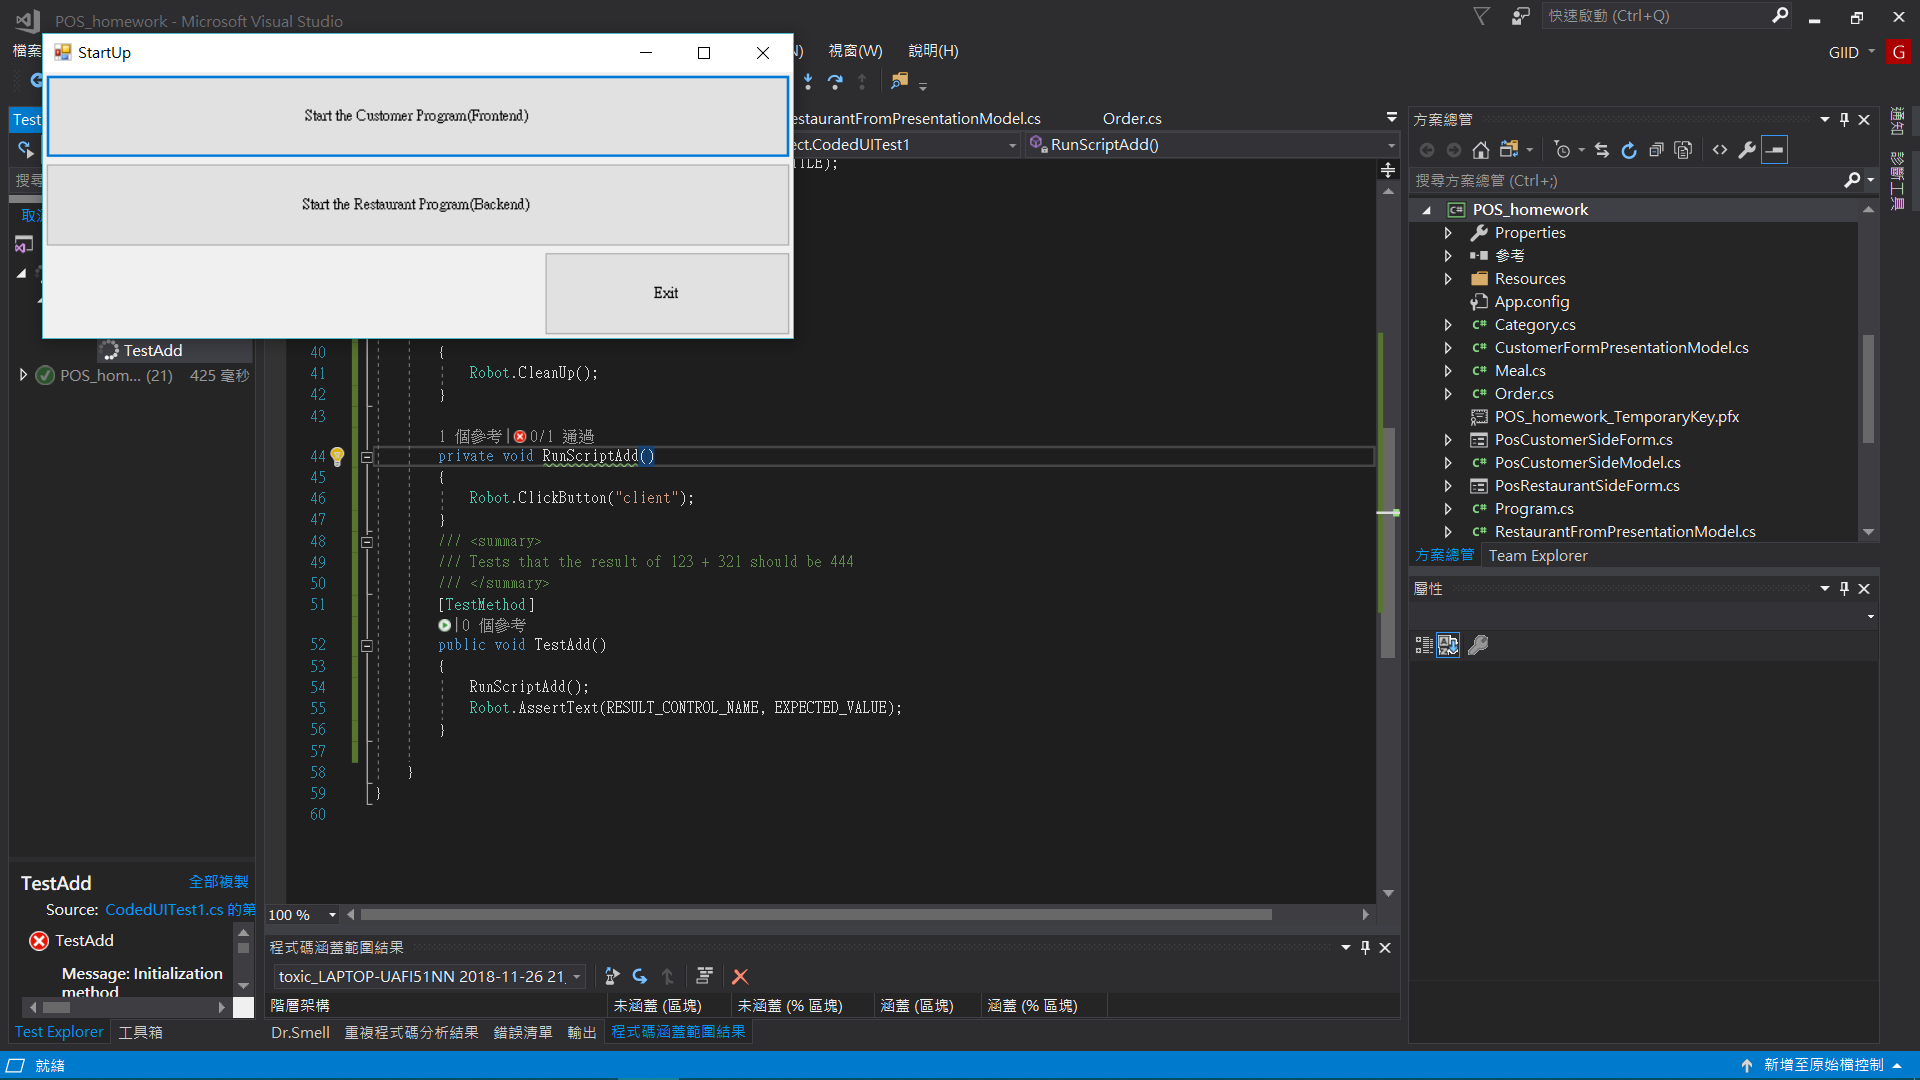 POS_homework - Microsoft Visual Studio
快速啟動 (Ctrl+Q)
檔案
視窗(W)
說明(H)
GIID
G
StartUp
Start the Customer Program(Frontend)
Start the Restaurant Program(Backend)
Exit
Test
搜尋
取消
TestAdd
POS_hom... (21) 425 毫秒
estaurantFromPresentationModel.cs
Order.cs
ect.CodedUITest1
RunScriptAdd()
TILE);
40 {
41 Robot.CleanUp();
42 }
43
1 個參考 | 0/1 通過
44 private void RunScriptAdd()
45 {
46 Robot.ClickButton("client");
47 }
48 /// <summary>
49 /// Tests that the result of 123 + 321 should be 444
50 /// </summary>
51 [TestMethod]
| 0 個參考
52 public void TestAdd()
53 {
54 RunScriptAdd();
55 Robot.AssertText(RESULT_CONTROL_NAME, EXPECTED_VALUE);
56 }
57
58 }
59 }
60
100 %
TestAdd
全部複製
Source: CodedUITest1.cs 的第
TestAdd
Message: Initialization
method
Test Explorer
工具箱
程式碼涵蓋範圍結果
toxic_LAPTOP-UAFI51NN 2018-11-26 21
階層架構
未涵蓋 (區塊)
未涵蓋 (% 區塊)
涵蓋 (區塊)
涵蓋 (% 區塊)
Dr.Smell
重複程式碼分析結果
錯誤清單
輸出
程式碼涵蓋範圍結果
方案總管
搜尋方案總管 (Ctrl+;)
POS_homework
Properties
參考
Resources
App.config
Category.cs
CustomerFormPresentationModel.cs
Meal.cs
Order.cs
POS_homework_TemporaryKey.pfx
PosCustomerSideForm.cs
PosCustomerSideModel.cs
PosRestaurantSideForm.cs
Program.cs
RestaurantFromPresentationModel.cs
方案總管
Team Explorer
屬性
通知
診斷工具
就緒
新增至原始檔控制